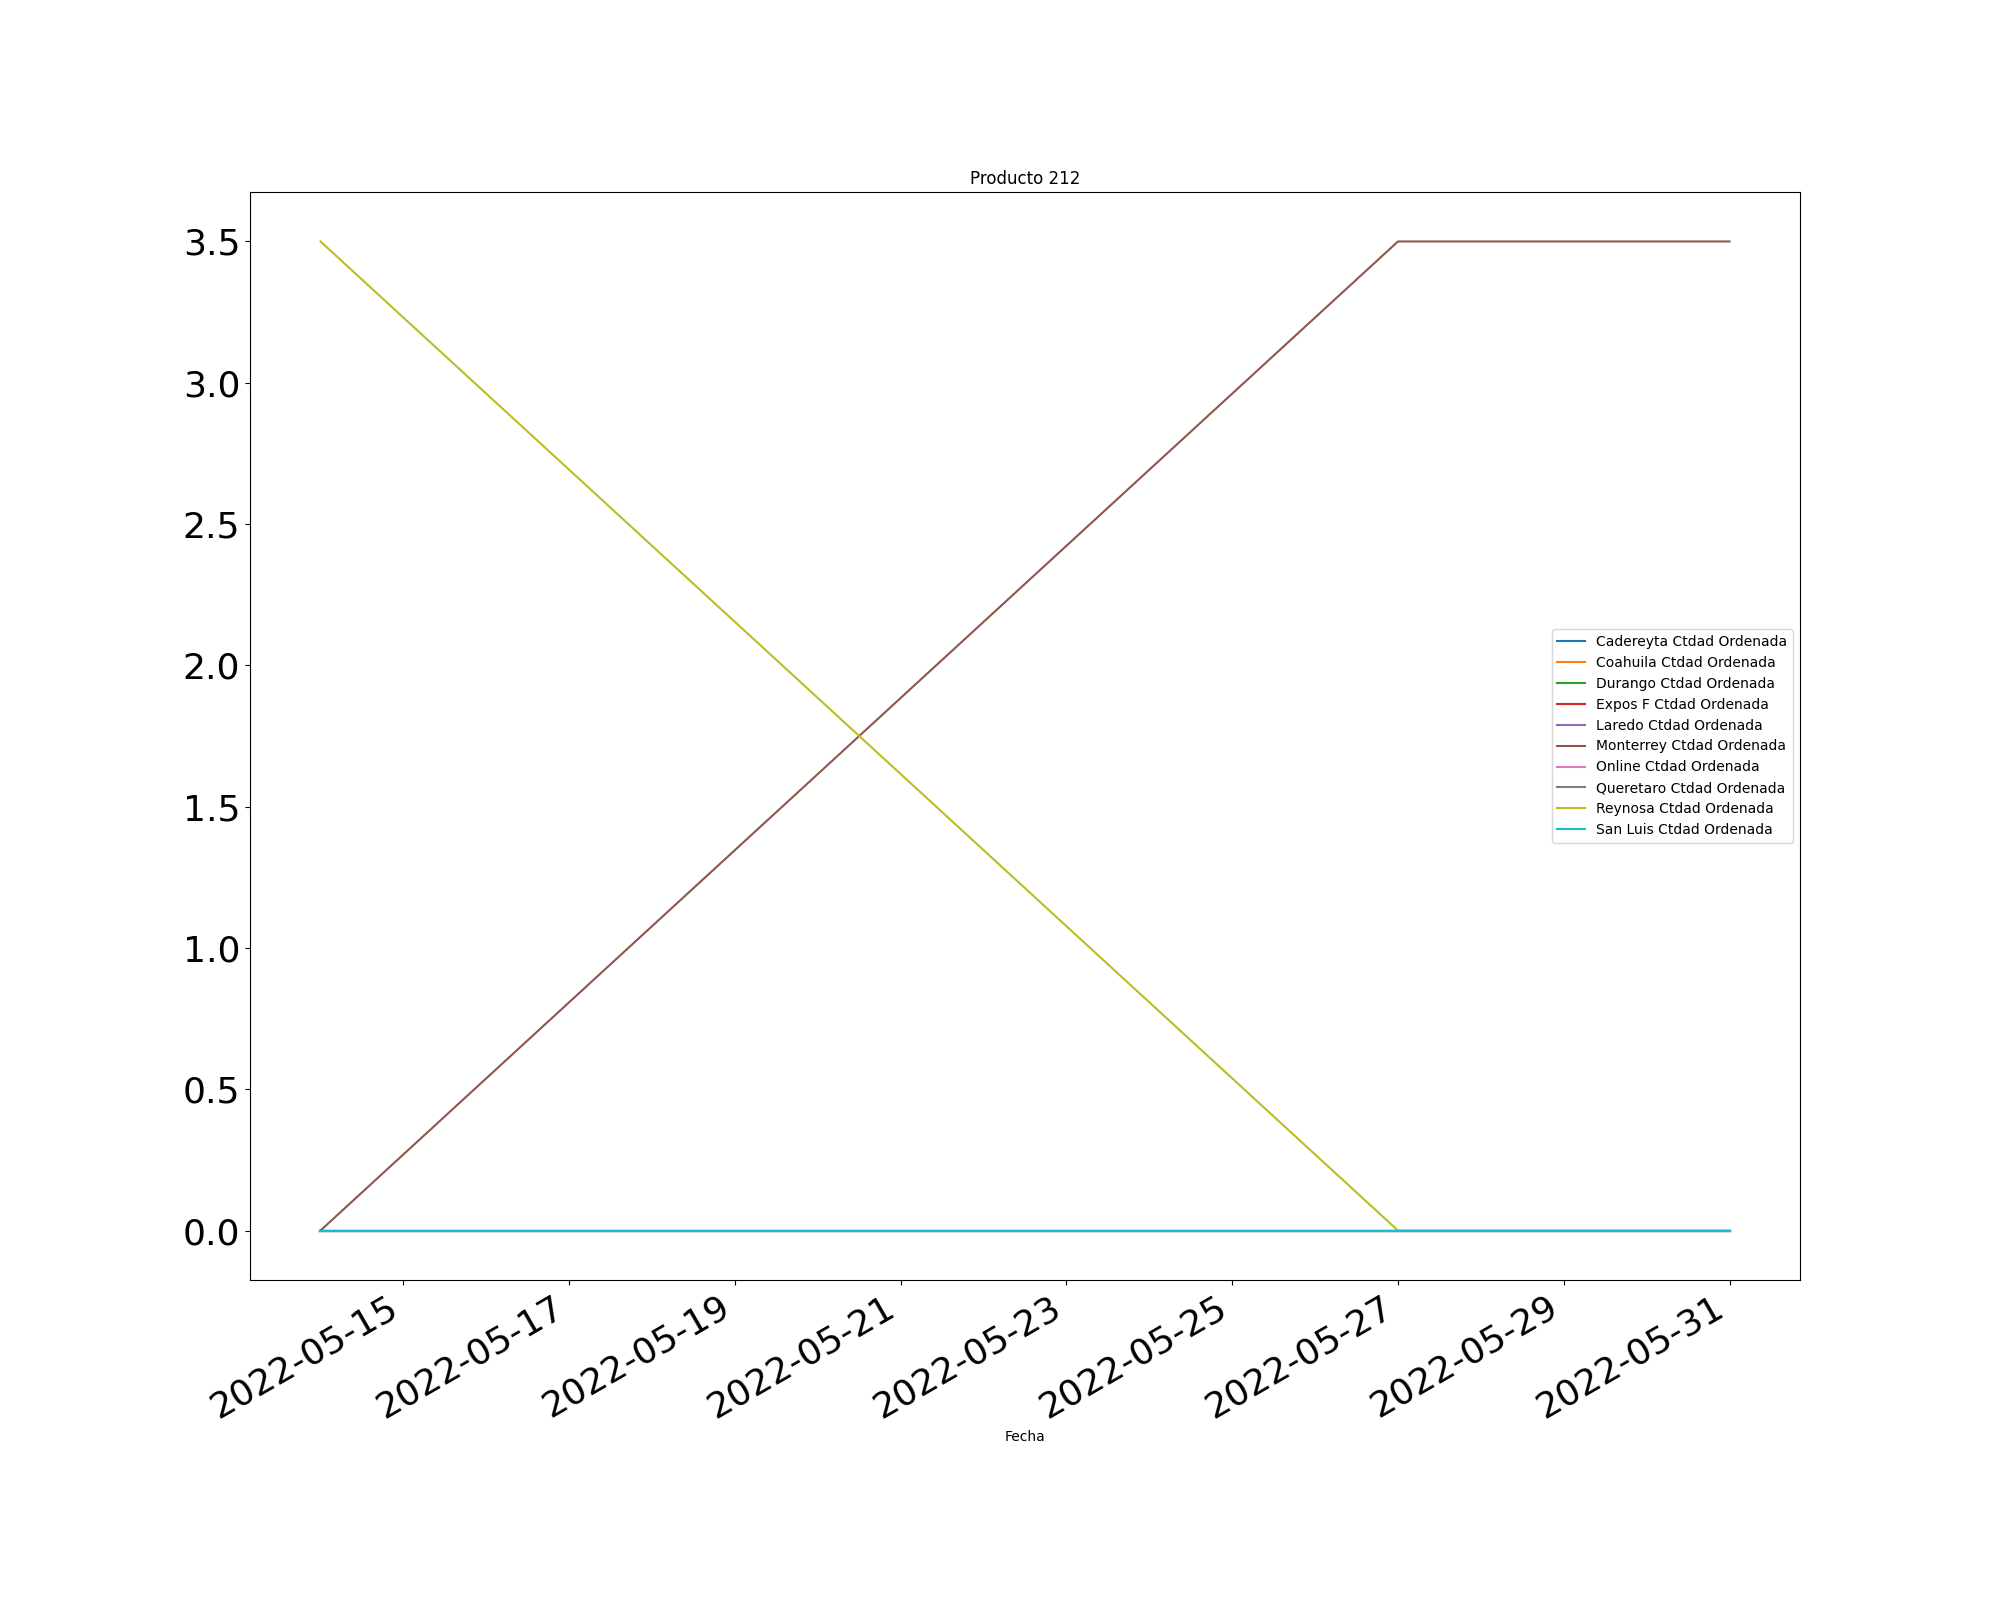 Producto 212
3.5
3.0
2.5
2.0
1.5
1.0
0.5
0.0
Cadereyta Ctdad Ordenada
Coahuila Ctdad Ordenada
Durango Ctdad Ordenada
Expos F Ctdad Ordenada
Laredo Ctdad Ordenada
Monterrey Ctdad Ordenada
Online Ctdad Ordenada
Queretaro Ctdad Ordenada
Reynosa Ctdad Ordenada
San Luis Ctdad Ordenada
2022-05-15
2022-05-17
2022-05-19
2022-05-21
2022-05-23
2022-05-25
2022-05-27
2022-05-29
2022-05-31
Fecha